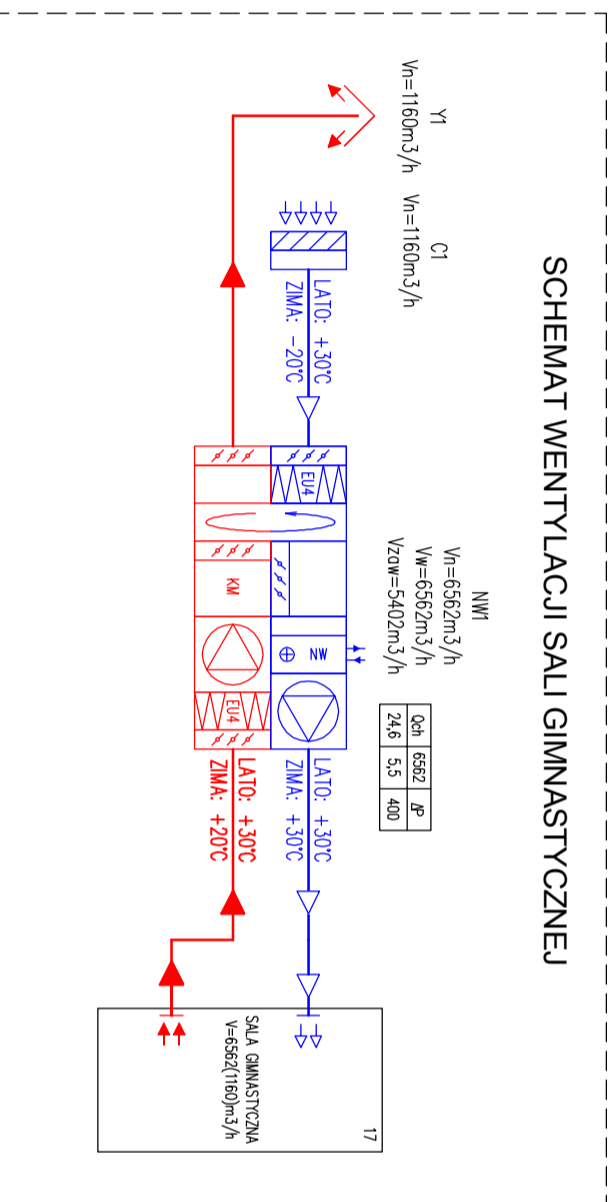 SCHEMAT WENTYLACJI SALI GIMNASTYCZNEJ
NW1
Vn=6562m3/h
Vw=6562m3/h
Vzaw=5402m3/h
Qch 6562 ΔP
24,6 5,5 400
Y1
Vn=1160m3/h
C1
Vn=1160m3/h
LATO: +30°C
ZIMA: -20°C
EU4
NW
LATO: +30°C
ZIMA: +30°C
KM
EU4
LATO: +30°C
ZIMA: +20°C
17
SALA GIMNASTYCZNA
V=6562(1160)m3/h